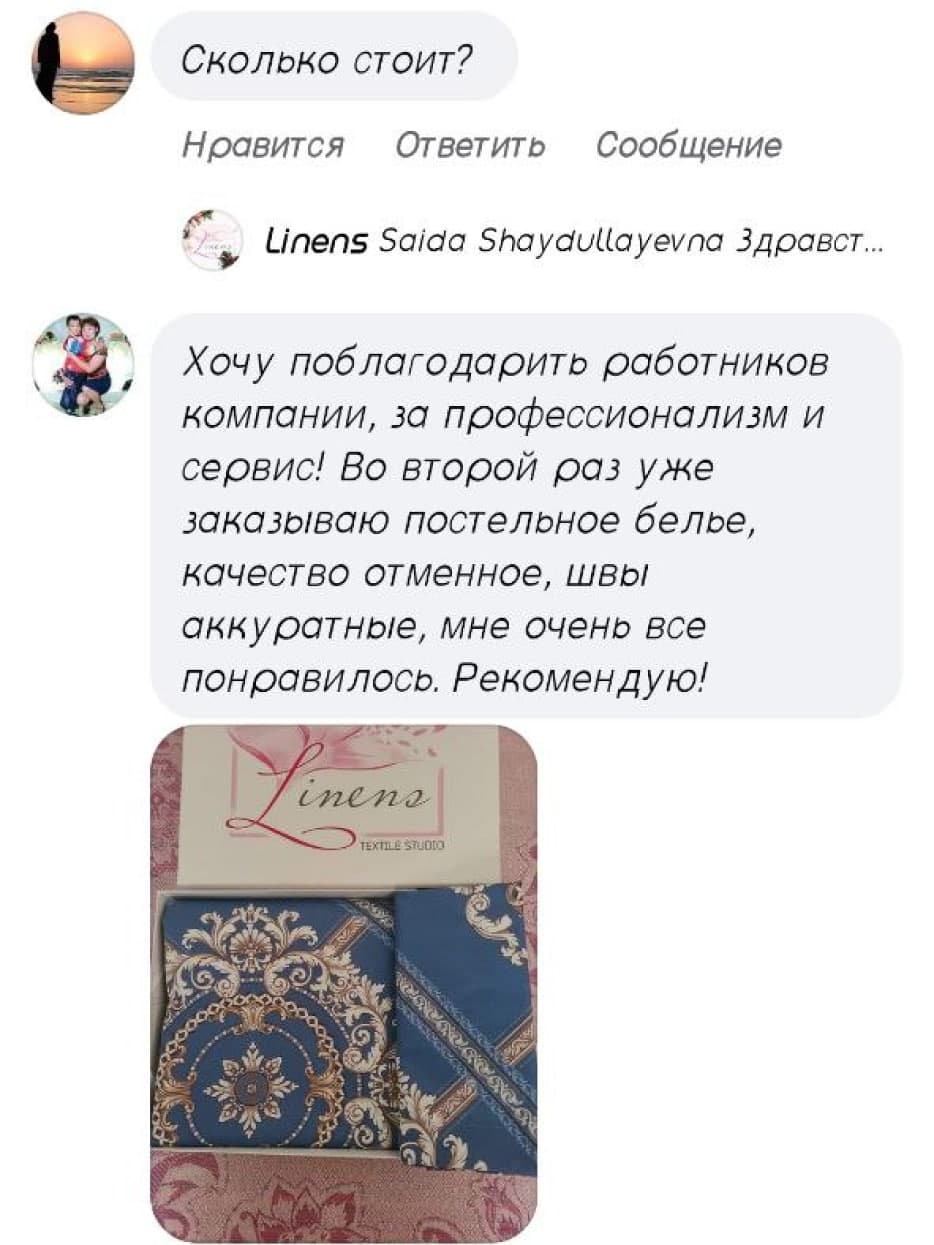 Сколько стоит?
Нравится Ответить Сообщение
Linens Saida Shaydullayevna Здравст...
Хочу поблагодарить работников
компании, за профессионализм и
сервис! Во второй раз уже
заказываю постельное белье,
качество отменное, швы
аккуратные, мне очень все
понравилось. Рекомендую!
Linens
TEXTILE STUDIO